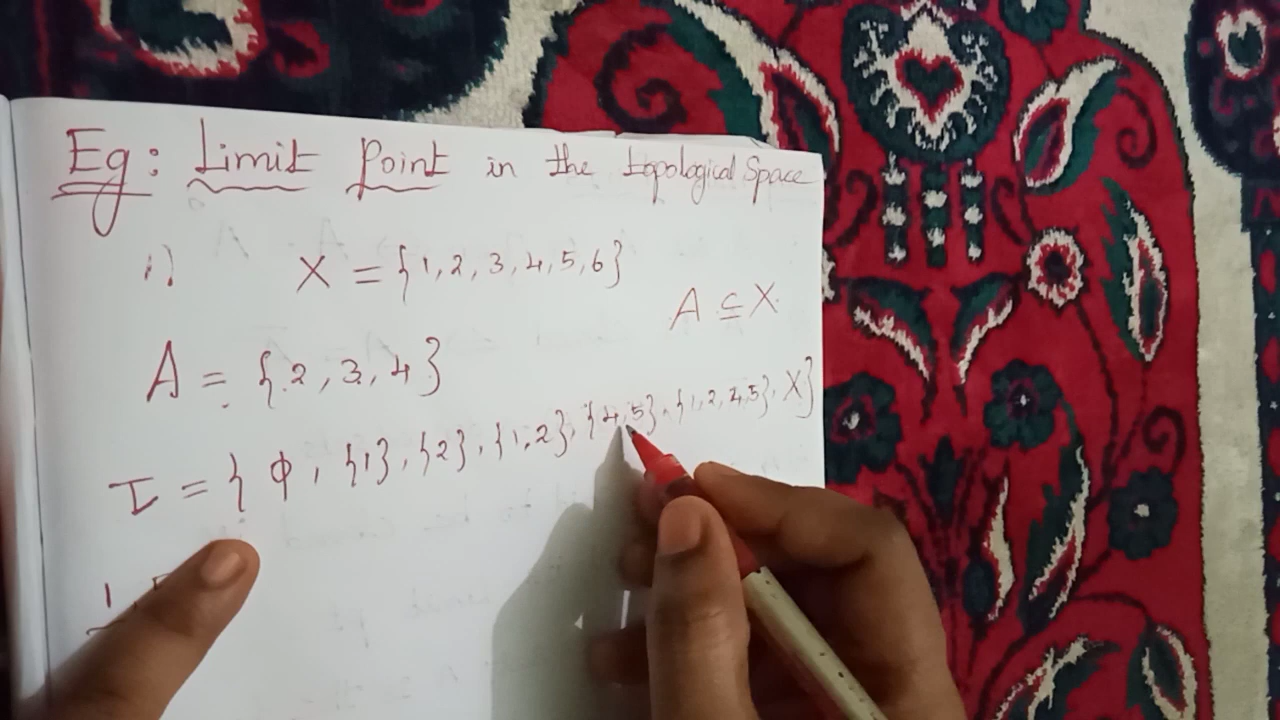 Eg: Limit Point in the topological Space
1) X = {1, 2, 3, 4, 5, 6}
A ⊆ X.
A = {2, 3, 4}
τ = { φ, {1}, {2}, {1, 2}, {4, 5}, {1, 2, 4, 5}, X}